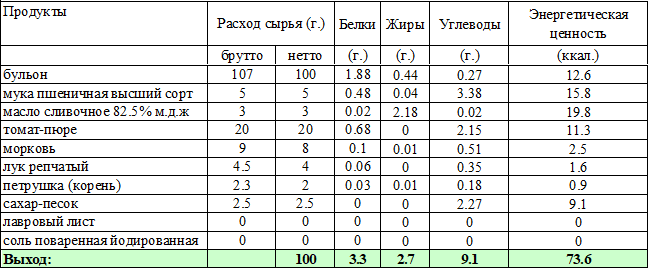 Продукты Расход сырья (г.) Белки Жиры Углеводы Энергетическая ценность
брутто нетто (г.) (г.) (г.) (ккал.)
бульон 107 100 1.88 0.44 0.27 12.6
мука пшеничная высший сорт 5 5 0.48 0.04 3.38 15.8
масло сливочное 82.5% м.д.ж 3 3 0.02 2.18 0.02 19.8
томат-пюре 20 20 0.68 0 2.15 11.3
морковь 9 8 0.1 0.01 0.51 2.5
лук репчатый 4.5 4 0.06 0 0.35 1.6
петрушка (корень) 2.3 2 0.03 0.01 0.18 0.9
сахар-песок 2.5 2.5 0 0 2.27 9.1
лавровый лист 0 0 0 0 0 0
соль поваренная йодированная 0 0 0 0 0 0
Выход: 100 3.3 2.7 9.1 73.6